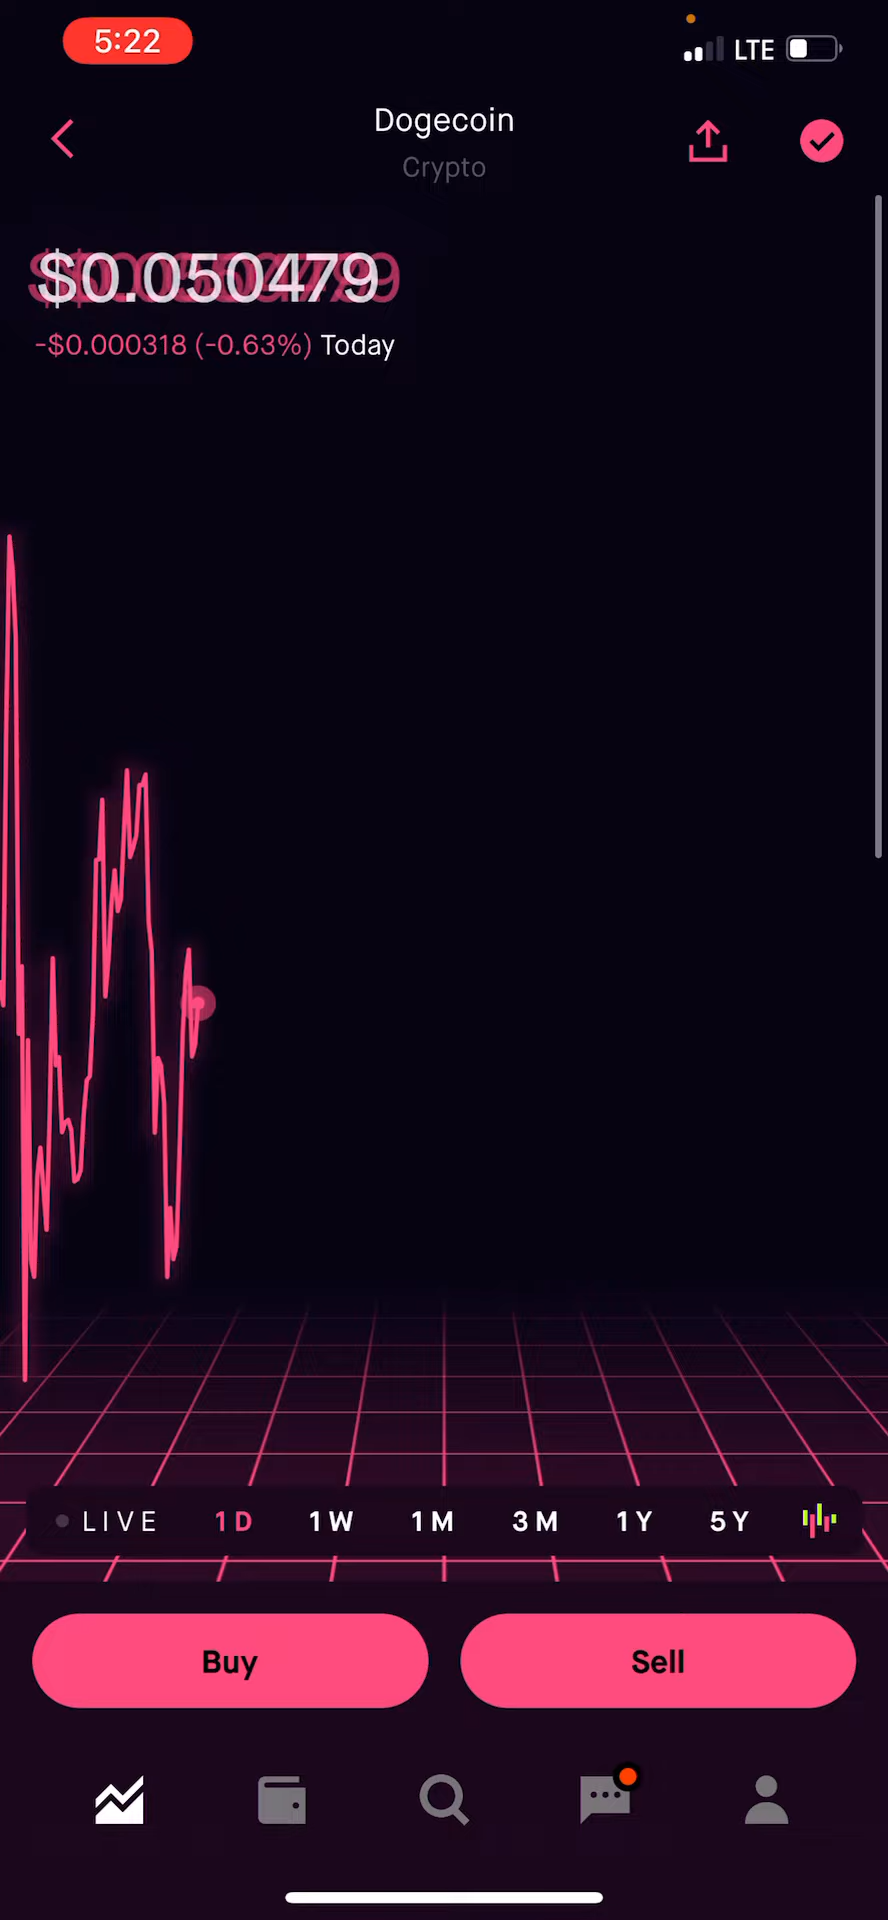 5:22
LTE
Dogecoin
Crypto
$0.050479
-$0.000318 (-0.63%) Today
LIVE 1D 1W 1M 3M 1Y 5Y
Buy Sell